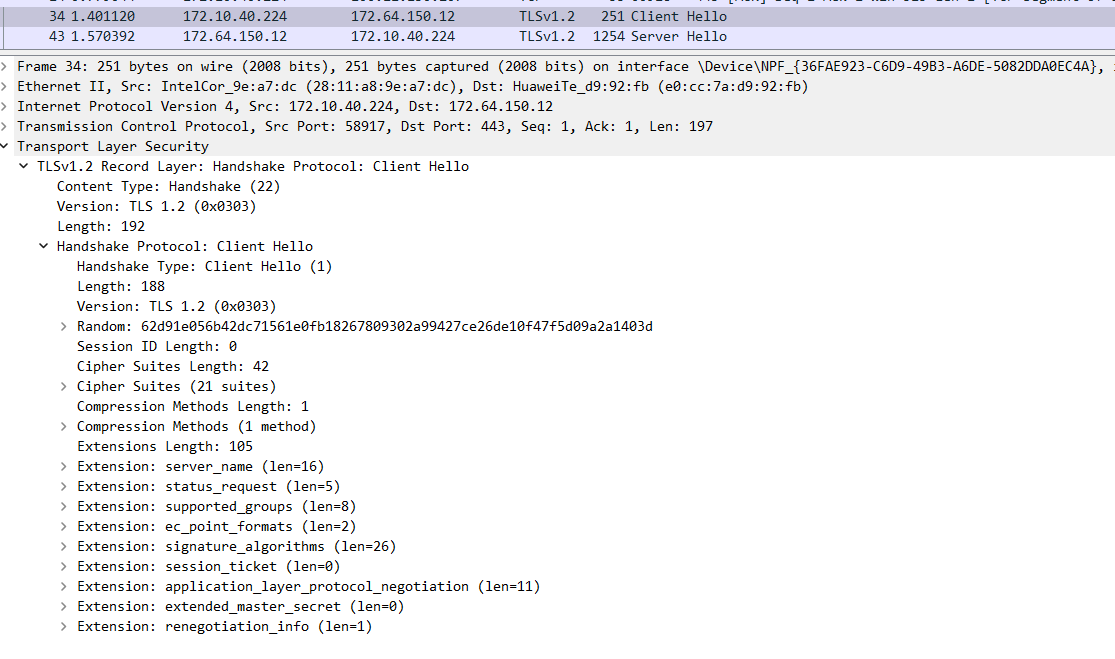 34 1.401120 172.10.40.224 172.64.150.12 TLSv1.2 251 Client Hello
43 1.570392 172.64.150.12 172.10.40.224 TLSv1.2 1254 Server Hello
Frame 34: 251 bytes on wire (2008 bits), 251 bytes captured (2008 bits) on interface \Device\NPF_{36FAE923-C6D9-49B3-A6DE-5082DDA0EC4A},
Ethernet II, Src: IntelCor_9e:a7:dc (28:11:a8:9e:a7:dc), Dst: HuaweiTe_d9:92:fb (e0:cc:7a:d9:92:fb)
Internet Protocol Version 4, Src: 172.10.40.224, Dst: 172.64.150.12
Transmission Control Protocol, Src Port: 58917, Dst Port: 443, Seq: 1, Ack: 1, Len: 197
Transport Layer Security
TLSv1.2 Record Layer: Handshake Protocol: Client Hello
Content Type: Handshake (22)
Version: TLS 1.2 (0x0303)
Length: 192
Handshake Protocol: Client Hello
Handshake Type: Client Hello (1)
Length: 188
Version: TLS 1.2 (0x0303)
Random: 62d91e056b42dc71561e0fb18267809302a99427ce26de10f47f5d09a2a1403d
Session ID Length: 0
Cipher Suites Length: 42
Cipher Suites (21 suites)
Compression Methods Length: 1
Compression Methods (1 method)
Extensions Length: 105
Extension: server_name (len=16)
Extension: status_request (len=5)
Extension: supported_groups (len=8)
Extension: ec_point_formats (len=2)
Extension: signature_algorithms (len=26)
Extension: session_ticket (len=0)
Extension: application_layer_protocol_negotiation (len=11)
Extension: extended_master_secret (len=0)
Extension: renegotiation_info (len=1)